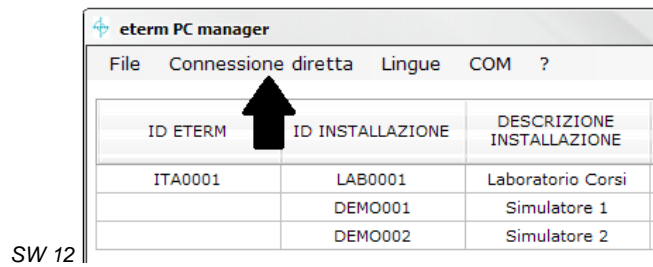 eterm PC manager
File Connessione diretta Lingue COM ?
ID ETERM ID INSTALLAZIONE DESCRIZIONE INSTALLAZIONE
ITA0001 LAB0001 Laboratorio Corsi
DEMO001 Simulatore 1
DEMO002 Simulatore 2
SW 12